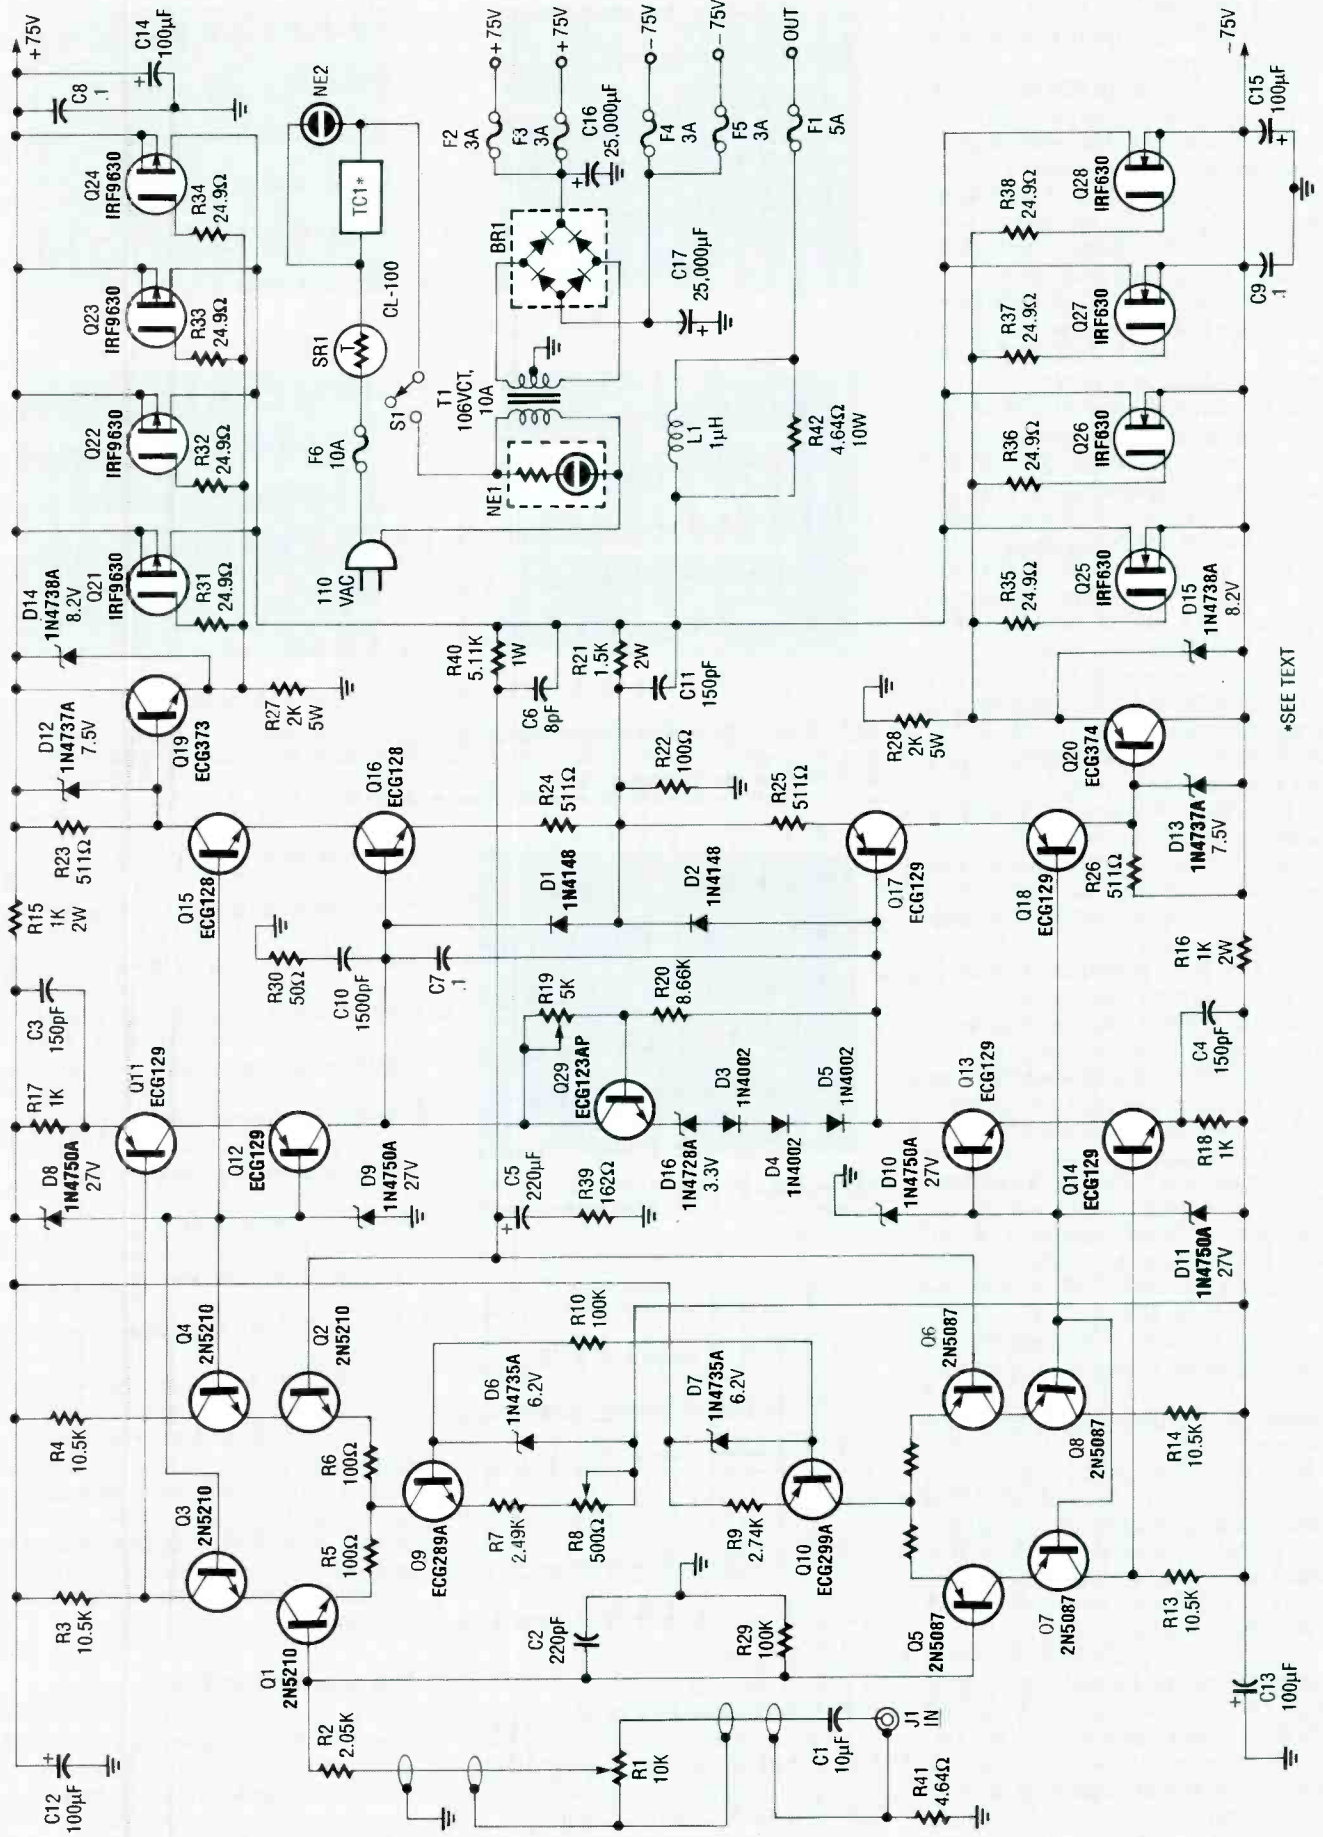 C12
100µF
R3
10.5K
R4
10.5K
D8
1N4750A
27V
R17
1K
C3
150pF
R15
1K
2W
R23
511Ω
D12
1N4737A
7.5V
D14
1N4738A
8.2V
Q21
IRF9630
Q22
IRF9630
Q23
IRF9630
Q24
IRF9630
C8
.1
+75V
C14
100µF
Q3
2N5210
Q4
2N5210
Q11
ECG129
Q15
ECG128
Q19
ECG373
R31
24.9Ω
R32
24.9Ω
R33
24.9Ω
R34
24.9Ω
Q1
2N5210
Q2
2N5210
Q12
ECG129
R30
50Ω
C10
1500pF
Q16
ECG128
R27
2K
5W
110
VAC
F6
10A
SR1
CL-100
TC1*
NE2
R2
2.05K
R5
100Ω
R6
100Ω
D9
1N4750A
27V
C7
.1
S1
Q9
ECG289A
R7
2.49K
R8
500Ω
D6
1N4735A
6.2V
R10
100K
C5
220µF
R39
162Ω
Q29
ECG123AP
R19
5K
R20
8.66K
D1
1N4148
R24
511Ω
R40
5.11K
1W
C6
8pF
R21
1.5K
2W
C11
150pF
NE1
T1
106VCT,
10A
BR1
F2
3A
+75V
F3
3A
+75V
C16
25,000µF
R1
10K
C2
220pF
R29
100K
R9
2.74K
D7
1N4735A
6.2V
D16
1N4728A
3.3V
D3
1N4002
D4
1N4002
D5
1N4002
D2
1N4148
R22
100Ω
R25
511Ω
L1
1µH
R42
4.64Ω
10W
C17
25,000µF
F4
3A
-75V
F5
3A
-75V
F1
5A
OUT
C1
10µF
J1
IN
R41
4.64Ω
Q10
ECG299A
Q5
2N5087
Q6
2N5087
D10
1N4750A
27V
Q13
ECG129
Q17
ECG129
R28
2K
5W
R35
24.9Ω
R36
24.9Ω
R37
24.9Ω
R38
24.9Ω
Q7
2N5087
Q8
2N5087
Q14
ECG129
Q18
ECG129
R26
511Ω
Q20
ECG374
Q25
IRF630
Q26
IRF630
Q27
IRF630
Q28
IRF630
R13
10.5K
R14
10.5K
D11
1N4750A
27V
R18
1K
C4
150pF
R16
1K
2W
D13
1N4737A
7.5V
D15
1N4738A
8.2V
C13
100µF
C9
.1
C15
100µF
-75V
*SEE TEXT